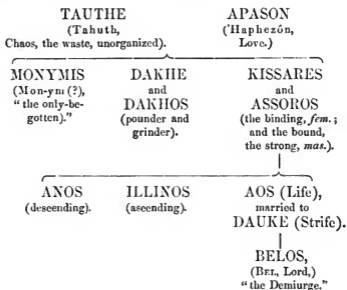 TAUTHE APASON
(Tahuth, ('Haphezón,
Chaos, the waste, unorganized). Love.)
MONYMIS DAKHE KISSARES
(Mon-ymi (?), and and
"the only-be- DAKHOS ASSOROS
gotten)." (pounder and (the binding, fem.;
grinder). and the bound,
the strong, mas.).
ANOS ILLINOS AOS (Life),
(descending). (ascending). married to
DAUKE (Strife).
BELOS,
(BEL, Lord,)
"the Demiurge."